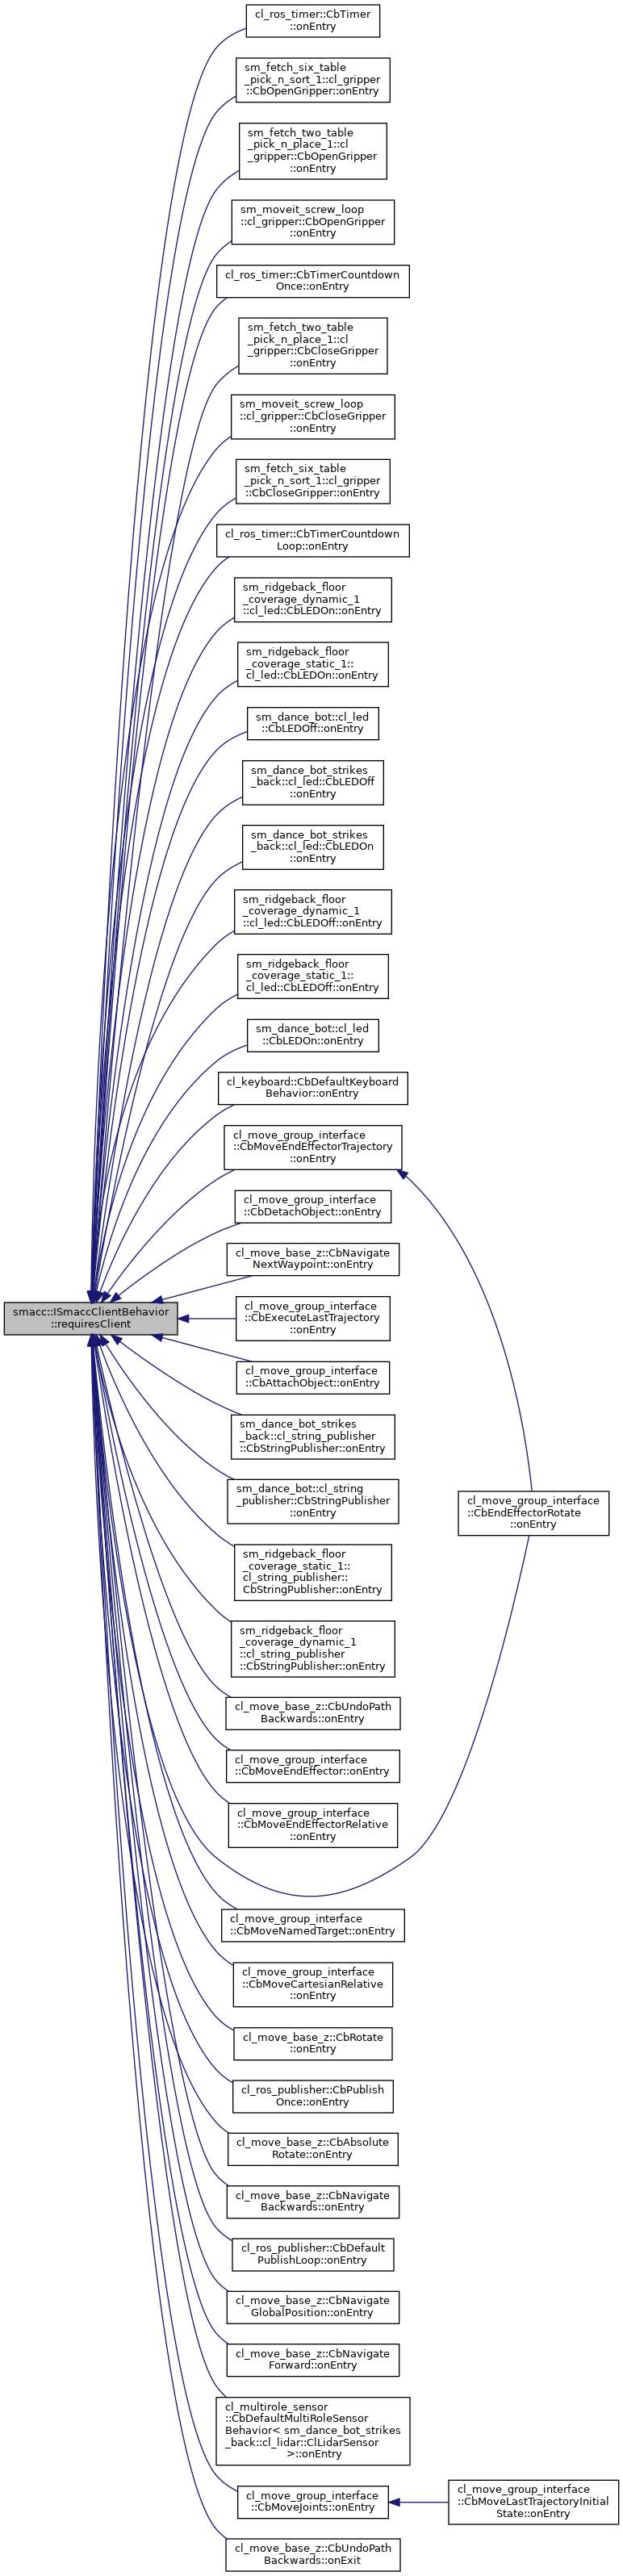 cl_ros_timer::CbTimer
::onEntry
sm_fetch_six_table
_pick_n_sort_1::cl_gripper
::CbOpenGripper::onEntry
sm_fetch_two_table
_pick_n_place_1::cl
_gripper::CbOpenGripper
::onEntry
sm_moveit_screw_loop
::cl_gripper::CbOpenGripper
::onEntry
cl_ros_timer::CbTimerCountdown
Once::onEntry
sm_fetch_two_table
_pick_n_place_1::cl
_gripper::CbCloseGripper
::onEntry
sm_moveit_screw_loop
::cl_gripper::CbCloseGripper
::onEntry
sm_fetch_six_table
_pick_n_sort_1::cl_gripper
::CbCloseGripper::onEntry
cl_ros_timer::CbTimerCountdown
Loop::onEntry
sm_ridgeback_floor
_coverage_dynamic_1
::cl_led::CbLEDOn::onEntry
sm_ridgeback_floor
_coverage_static_1::
cl_led::CbLEDOn::onEntry
sm_dance_bot::cl_led
::CbLEDOff::onEntry
sm_dance_bot_strikes
_back::cl_led::CbLEDOff
::onEntry
sm_dance_bot_strikes
_back::cl_led::CbLEDOn
::onEntry
sm_ridgeback_floor
_coverage_dynamic_1
::cl_led::CbLEDOff::onEntry
sm_ridgeback_floor
_coverage_static_1::
cl_led::CbLEDOff::onEntry
sm_dance_bot::cl_led
::CbLEDOn::onEntry
cl_keyboard::CbDefaultKeyboard
Behavior::onEntry
cl_move_group_interface
::CbMoveEndEffectorTrajectory
::onEntry
cl_move_group_interface
::CbDetachObject::onEntry
cl_move_base_z::CbNavigate
NextWaypoint::onEntry
smacc::ISmaccClientBehavior
::requiresClient
cl_move_group_interface
::CbExecuteLastTrajectory
::onEntry
cl_move_group_interface
::CbAttachObject::onEntry
sm_dance_bot_strikes
_back::cl_string_publisher
::CbStringPublisher::onEntry
sm_dance_bot::cl_string
_publisher::CbStringPublisher
::onEntry
cl_move_group_interface
::CbEndEffectorRotate
::onEntry
sm_ridgeback_floor
_coverage_static_1::
cl_string_publisher::
CbStringPublisher::onEntry
sm_ridgeback_floor
_coverage_dynamic_1
::cl_string_publisher
::CbStringPublisher::onEntry
cl_move_base_z::CbUndoPath
Backwards::onEntry
cl_move_group_interface
::CbMoveEndEffector::onEntry
cl_move_group_interface
::CbMoveEndEffectorRelative
::onEntry
cl_move_group_interface
::CbMoveNamedTarget::onEntry
cl_move_group_interface
::CbMoveCartesianRelative
::onEntry
cl_move_base_z::CbRotate
::onEntry
cl_ros_publisher::CbPublish
Once::onEntry
cl_move_base_z::CbAbsolute
Rotate::onEntry
cl_move_base_z::CbNavigate
Backwards::onEntry
cl_ros_publisher::CbDefault
PublishLoop::onEntry
cl_move_base_z::CbNavigate
GlobalPosition::onEntry
cl_move_base_z::CbNavigate
Forward::onEntry
cl_multirole_sensor
::CbDefaultMultiRoleSensor
Behavior< sm_dance_bot_strikes
_back::cl_lidar::ClLidarSensor
>::onEntry
cl_move_group_interface
::CbMoveJoints::onEntry
cl_move_group_interface
::CbMoveLastTrajectoryInitial
State::onEntry
cl_move_base_z::CbUndoPath
Backwards::onExit